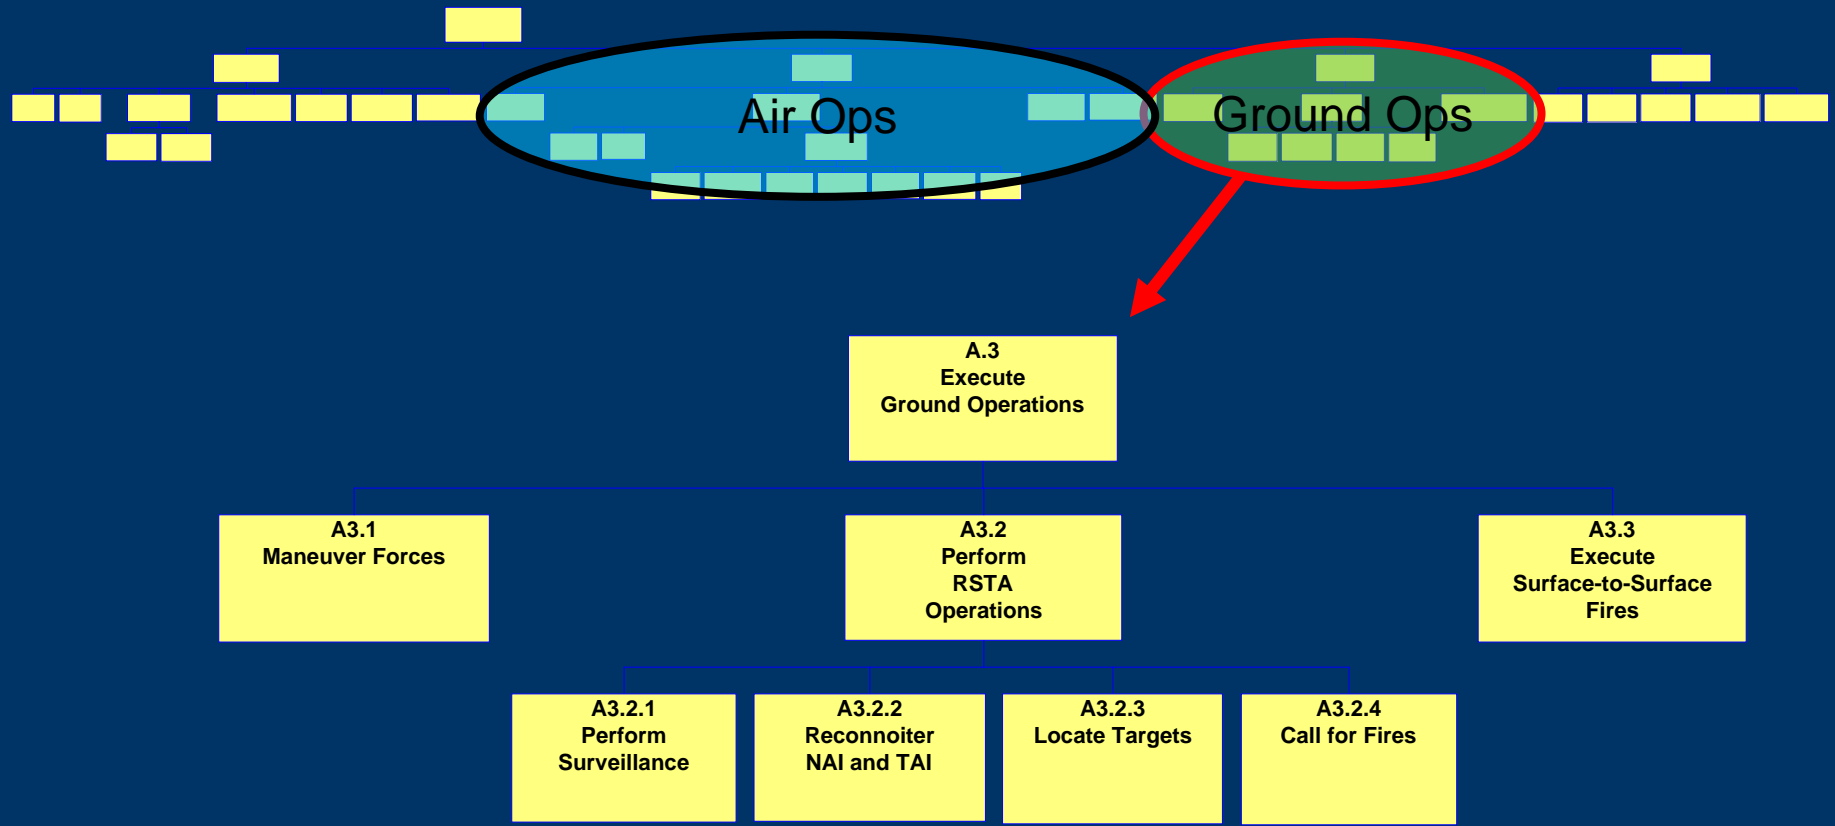 Air Ops
Ground Ops
A.3
Execute
Ground Operations
A3.1
Maneuver Forces
A3.2
Perform
RSTA
Operations
A3.3
Execute
Surface-to-Surface
Fires
A3.2.1
Perform
Surveillance
A3.2.2
Reconnoiter
NAI and TAI
A3.2.3
Locate Targets
A3.2.4
Call for Fires